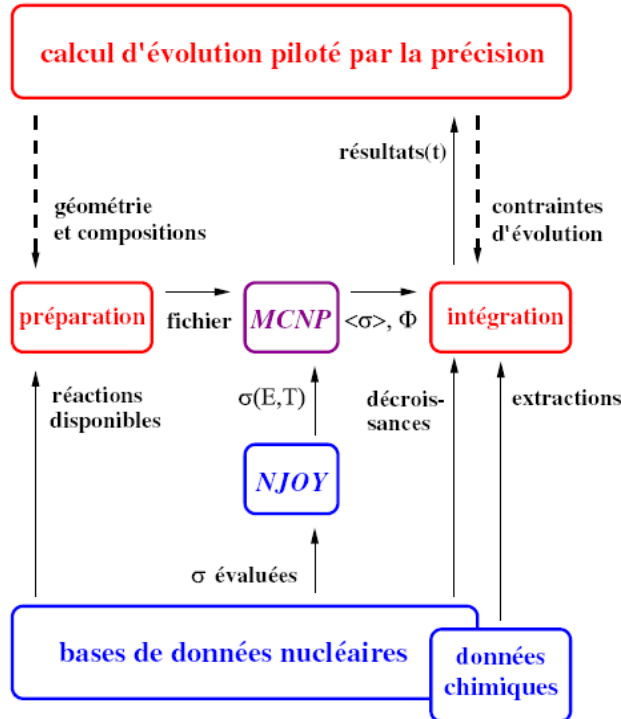 calcul d'évolution piloté par la précision
résultats(t)
géométrie
et compositions
contraintes
d'évolution
préparation
fichier
MCNP
<σ>, Φ
intégration
réactions
disponibles
σ(E,T)
décrois-
sances
extractions
NJOY
σ évaluées
bases de données nucléaires
données
chimiques